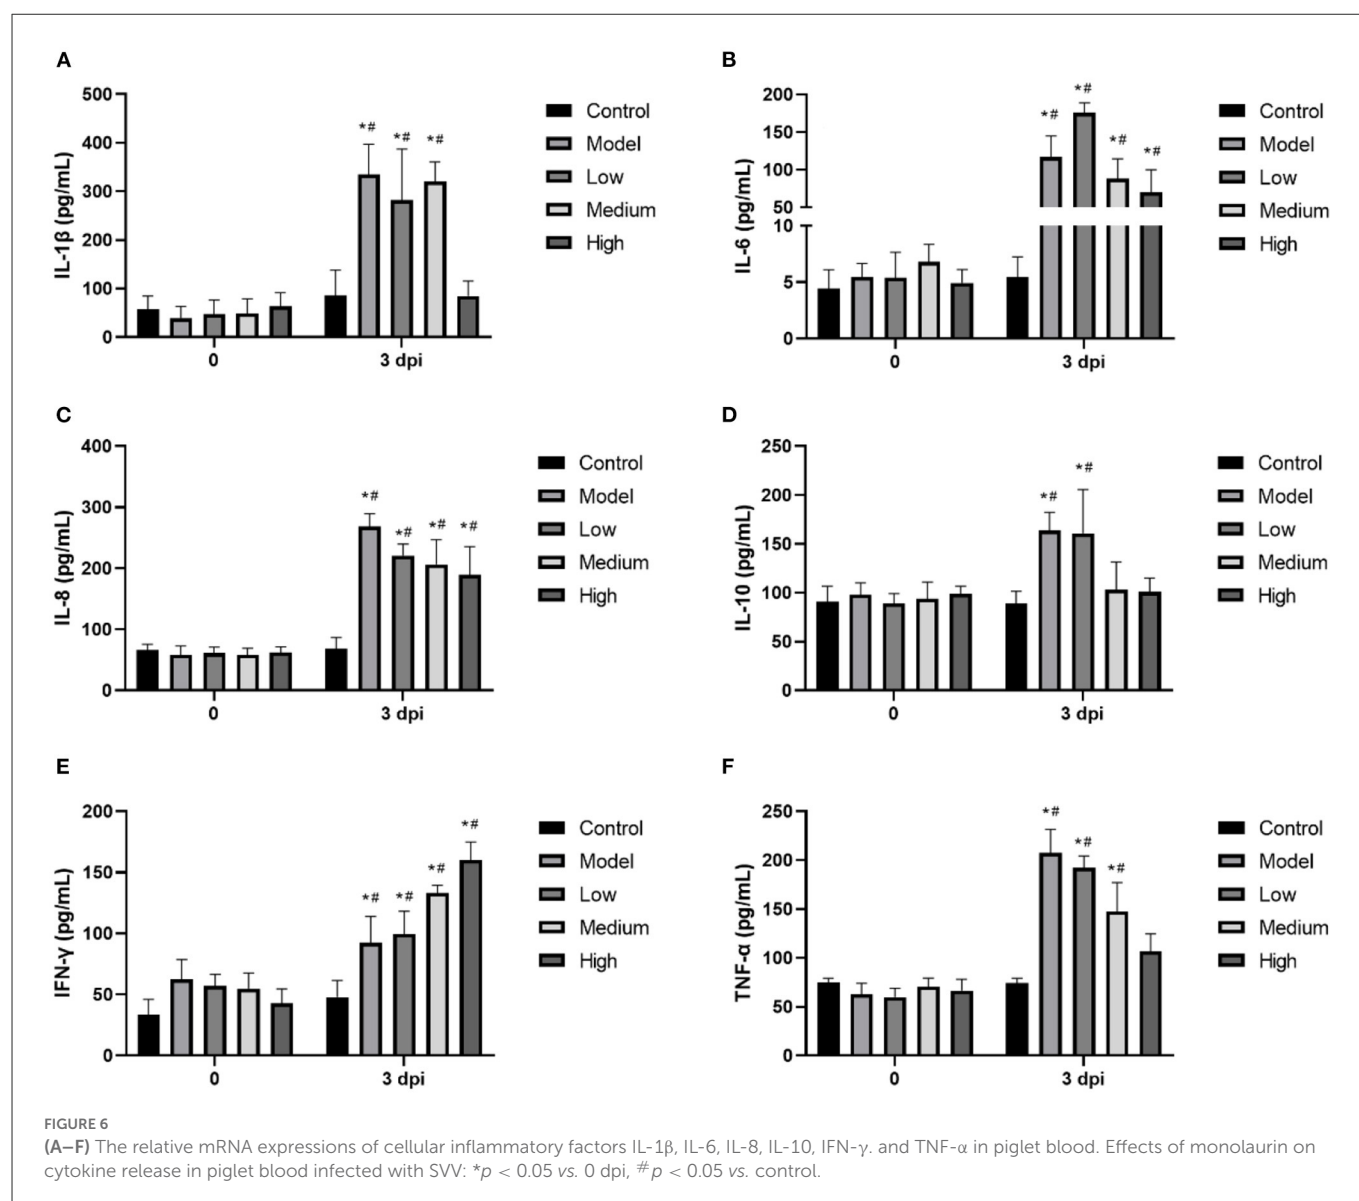 A
IL-1β (pg/mL)
500
400
300
200
100
0
*#
*#
*#
0
3 dpi
Control
Model
Low
Medium
High
B
IL-6 (pg/mL)
200
150
100
50
10
5
0
*#
*#
*#
*#
0
3 dpi
Control
Model
Low
Medium
High
C
IL-8 (pg/mL)
400
300
200
100
0
*#
*#
*#
*#
0
3 dpi
Control
Model
Low
Medium
High
D
IL-10 (pg/mL)
250
200
150
100
50
0
*#
*#
0
3 dpi
Control
Model
Low
Medium
High
E
IFN-γ (pg/mL)
200
150
100
50
0
*#
*#
*#
*#
0
3 dpi
Control
Model
Low
Medium
High
F
TNF-α (pg/mL)
250
200
150
100
50
0
*#
*#
*#
0
3 dpi
Control
Model
Low
Medium
High
FIGURE 6
(A–F) The relative mRNA expressions of cellular inflammatory factors IL-1β, IL-6, IL-8, IL-10, IFN-γ. and TNF-α in piglet blood. Effects of monolaurin on
cytokine release in piglet blood infected with SVV: *p < 0.05 vs. 0 dpi, #p < 0.05 vs. control.